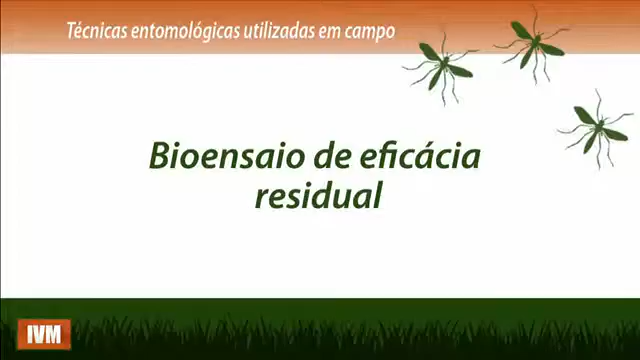 Técnicas entomológicas utilizadas em campo
Bioensaio de eficácia
residual
IVM